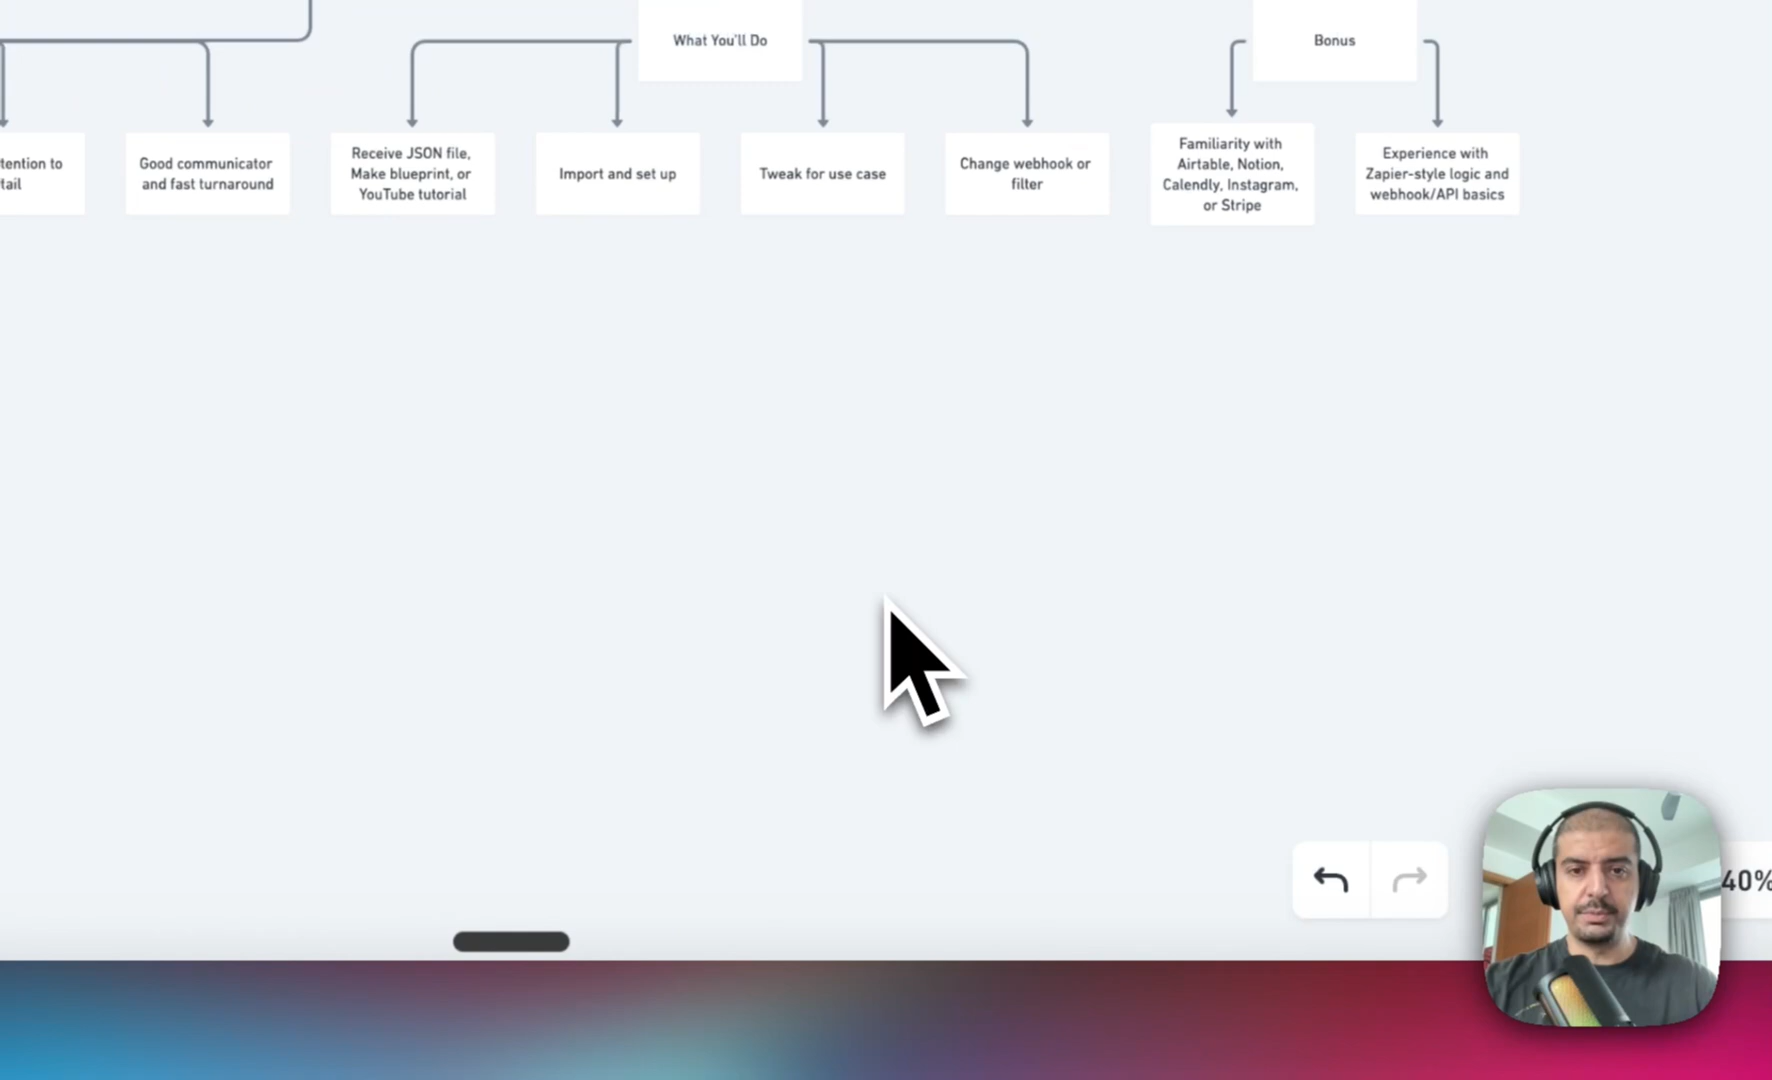 What You'll Do
Bonus
tention to
tail
Good communicator
and fast turnaround
Receive JSON file,
Make blueprint, or
YouTube tutorial
Import and set up
Tweak for use case
Change webhook or
filter
Familiarity with
Airtable, Notion,
Calendly, Instagram,
or Stripe
Experience with
Zapier-style logic and
webhook/API basics
40%